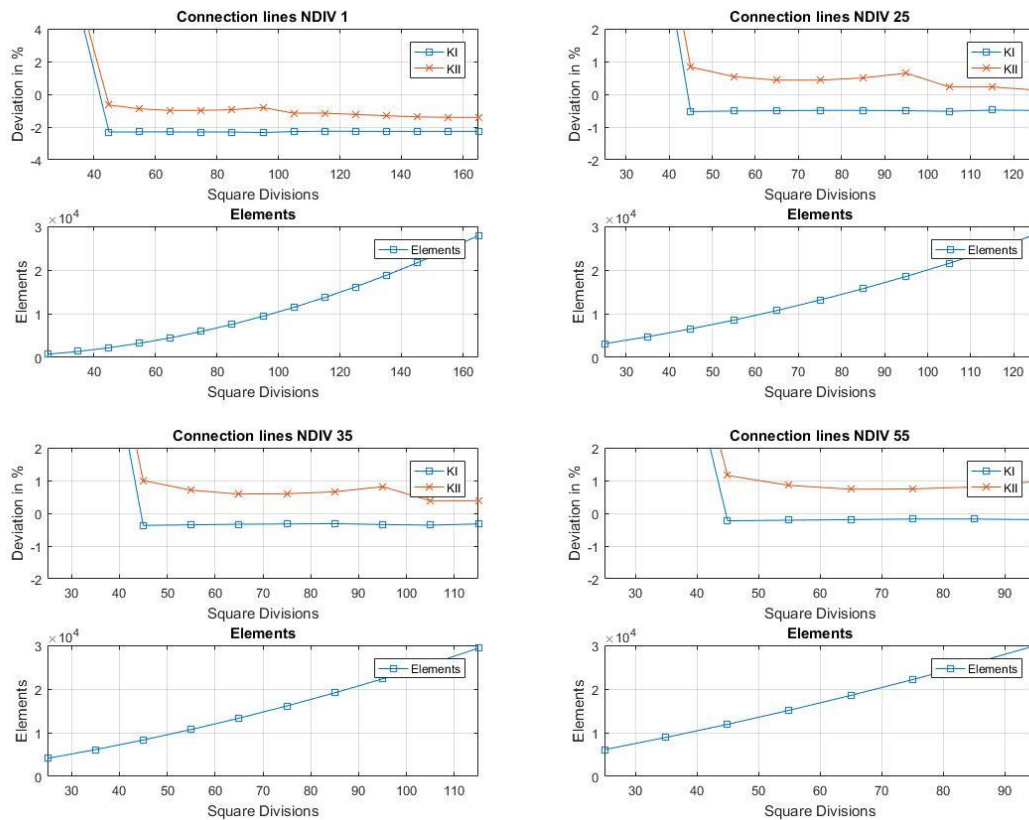 Connection lines NDIV 1
4
2
0
-2
-4
Deviation in %
KI
KII
40 60 80 100 120 140 160
Square Divisions
Elements
×10^4
3
2
1
0
Elements
Elements
40 60 80 100 120 140 160
Square Divisions
Connection lines NDIV 25
2
1
0
-1
-2
Deviation in %
KI
KII
30 40 50 60 70 80 90 100 110 120
Square Divisions
Elements
×10^4
3
2
1
0
Elements
Elements
30 40 50 60 70 80 90 100 110 120
Square Divisions
Connection lines NDIV 35
2
1
0
-1
-2
Deviation in %
KI
KII
30 40 50 60 70 80 90 100 110
Square Divisions
Elements
×10^4
3
2
1
0
Elements
Elements
30 40 50 60 70 80 90 100 110
Square Divisions
Connection lines NDIV 55
2
1
0
-1
-2
Deviation in %
KI
KII
30 40 50 60 70 80 90
Square Divisions
Elements
×10^4
3
2
1
0
Elements
Elements
30 40 50 60 70 80 90
Square Divisions